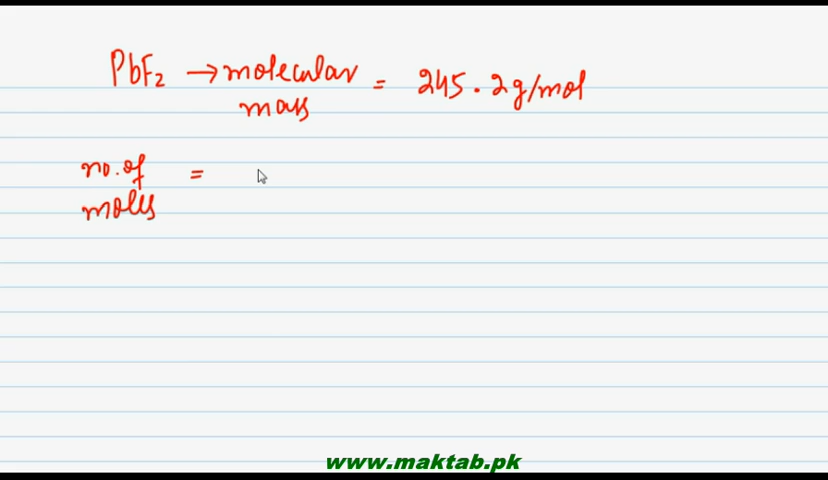 PbF2 → molecular mass = 245.2g/mol
no. of moles =
www.maktab.pk